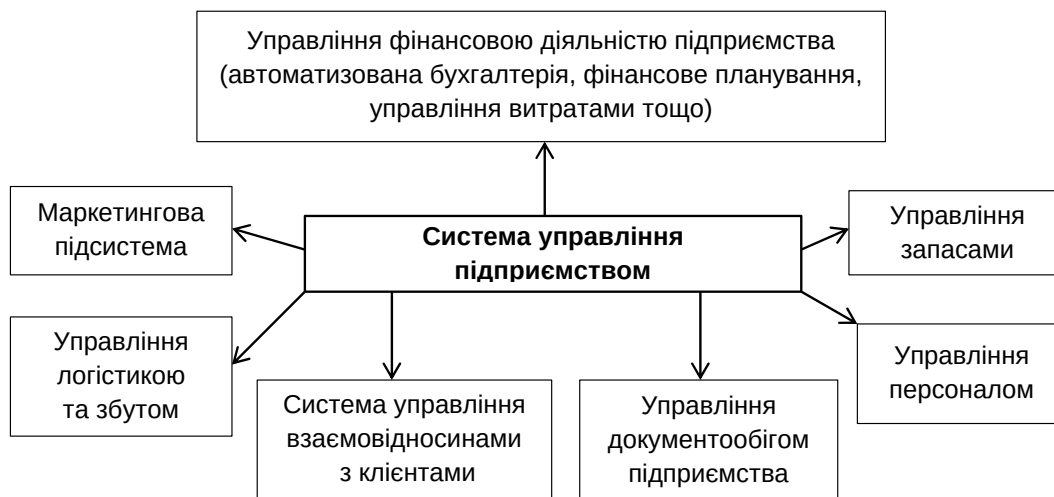 Управління фінансовою діяльністю підприємства
(автоматизована бухгалтерія, фінансове планування,
управління витратами тощо)
Маркетингова
підсистема
Система управління
підприємством
Управління
запасами
Управління
логістикою
та збутом
Система управління
взаємовідносинами
з клієнтами
Управління
документообігом
підприємства
Управління
персоналом